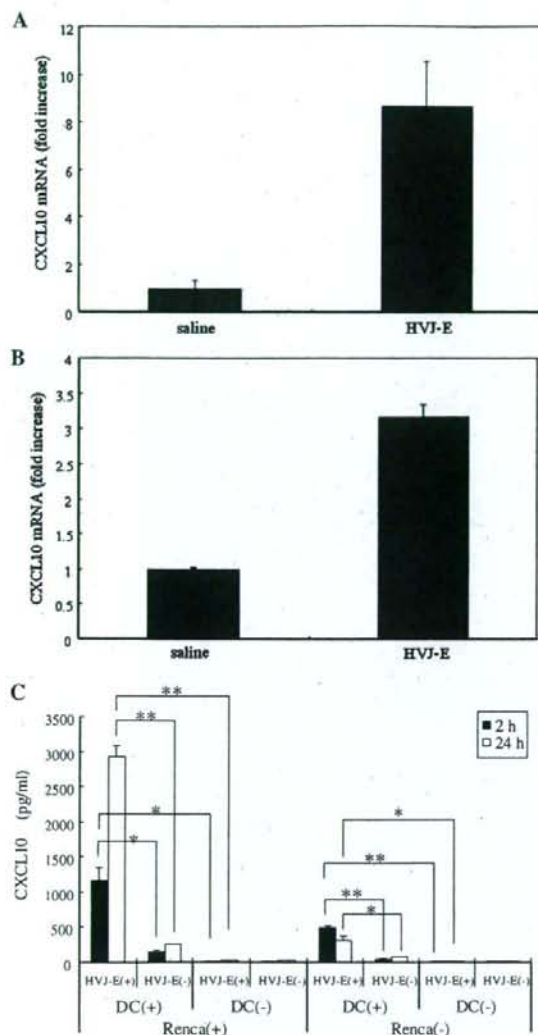 A
CXCL10 mRNA (fold increase)
12
10
8
6
4
2
0
saline HVJ-E
B
CXCL10 mRNA (fold increase)
4
3.5
3
2.5
2
1.5
1
0.5
0
saline HVJ-E
C
CXCL10 (pg/ml)
3500
3000
2500
2000
1500
1000
500
0
**
**
*
*
*
**
**
*
2 h
24 h
HVJ-E(+) HVJ-E(-) HVJ-E(+) HVJ-E(-) HVJ-E(+) HVJ-E(-) HVJ-E(+) HVJ-E(-)
DC(+) DC(-) DC(+) DC(-)
Renca(+) Renca(-)